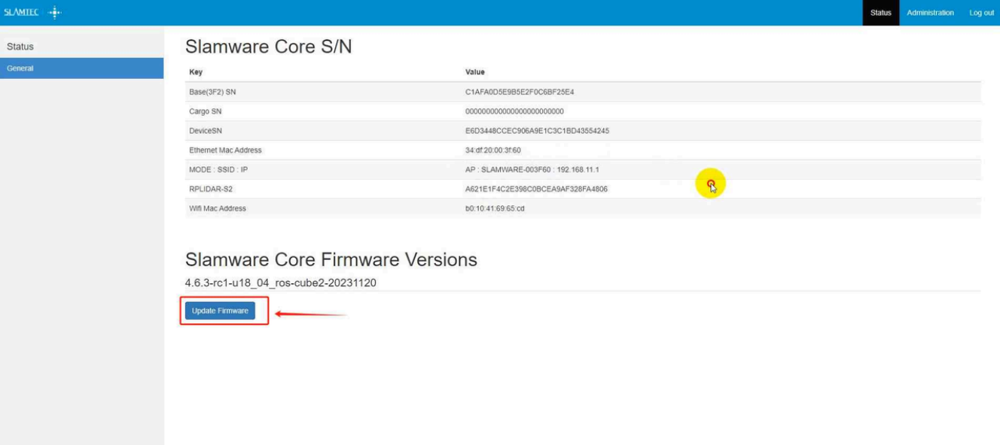 SLAMTEC
Status Administration Log out
Status
General
Slamware Core S/N
Key Value
Base(3F2) SN C1AFA0D5E9B5E2F0C6BF25E4
Cargo SN 000000000000000000000000
DeviceSN E6D3448CCEC906A9E1C3C1BD43554245
Ethernet Mac Address 34:df:20:00:3f:60
MODE : SSID : IP AP : SLAMWARE-003F60 : 192.168.11.1
RPLIDAR-S2 A621E1F4C2E398C0BCEA9AF328FA4806
Wifi Mac Address b0:10:41:69:65:cd
Slamware Core Firmware Versions
4.6.3-rc1-u18_04_ros-cube2-20231120
Update Firmware